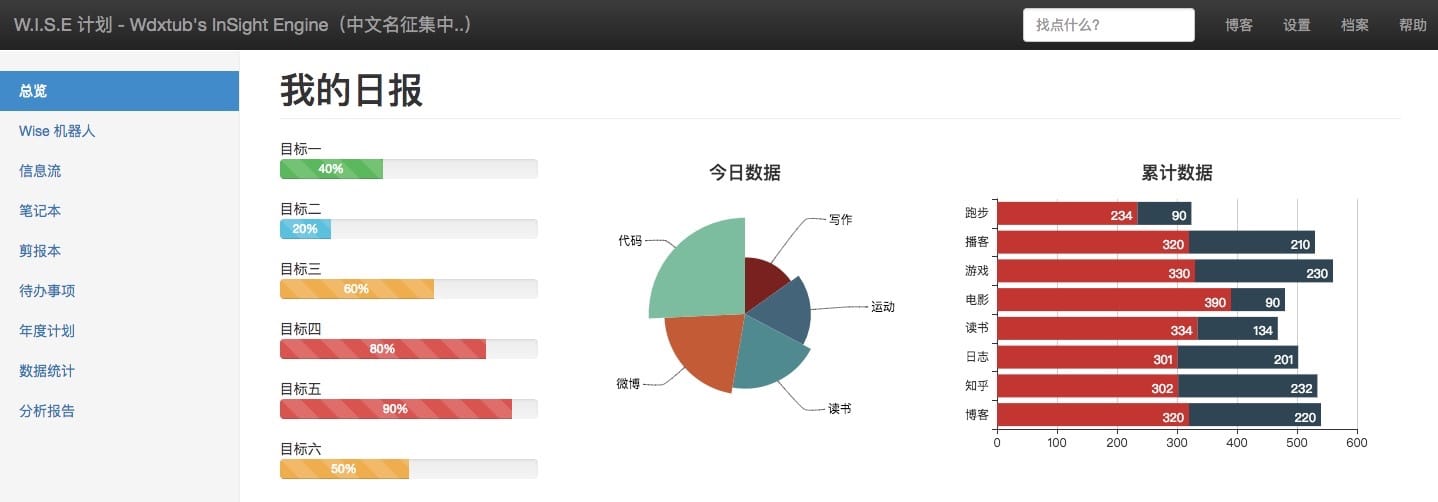 W.I.S.E 计划 - Wdxtub's InSight Engine（中文名征集中..）
找点什么?
博客
设置
档案
帮助
总览
Wise 机器人
信息流
笔记本
剪报本
待办事项
年度计划
数据统计
分析报告
我的日报
目标一
40%
目标二
20%
目标三
60%
目标四
80%
目标五
90%
目标六
50%
今日数据
写作
代码
运动
微博
读书
累计数据
跑步 234 90
播客 320 210
游戏 330 230
电影 390 90
读书 334 134
日志 301 201
知乎 302 232
博客 320 220
0 100 200 300 400 500 600